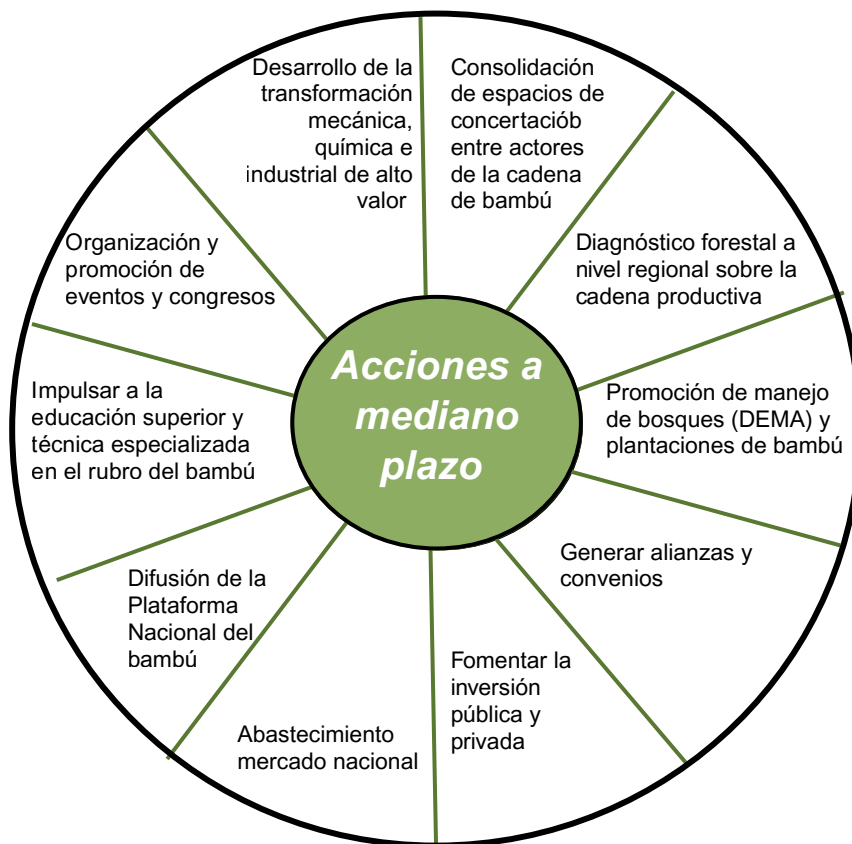 Desarrollo de la
transformación
mecánica,
química e
industrial de alto
valor
Consolidación
de espacios de
concertaciób
entre actores
de la cadena
de bambú
Diagnóstico forestal a
nivel regional sobre la
cadena productiva
Promoción de manejo
de bosques (DEMA) y
plantaciones de bambú
Generar alianzas y
convenios
Fomentar la
inversión
pública y
privada
Abastecimiento
mercado nacional
Difusión de la
Plataforma
Nacional del
bambú
Impulsar a la
educación superior y
técnica especializada
en el rubro del bambú
Organización y
promoción de
eventos y congresos
Acciones a
mediano
plazo